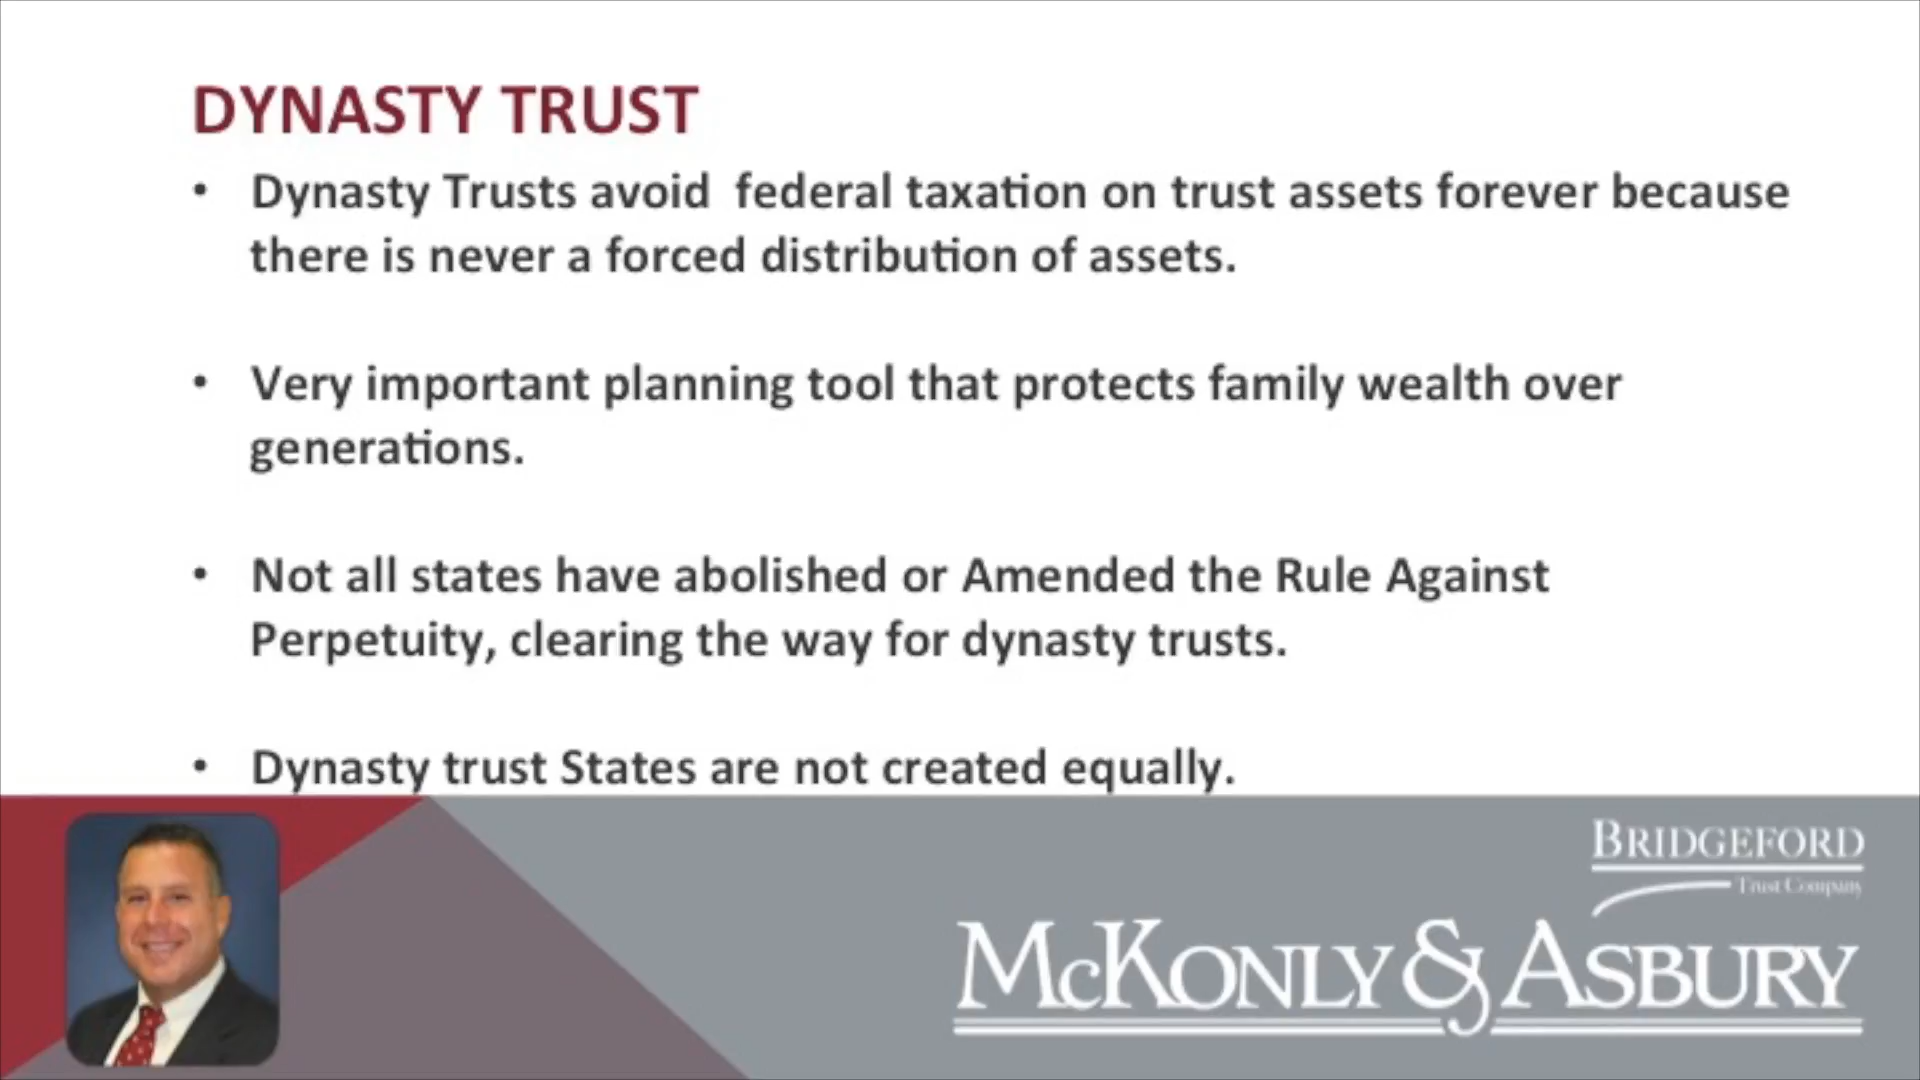 DYNASTY TRUST
• Dynasty Trusts avoid  federal taxation on trust assets forever because
there is never a forced distribution of assets.
• Very important planning tool that protects family wealth over
generations.
• Not all states have abolished or Amended the Rule Against
Perpetuity, clearing the way for dynasty trusts.
• Dynasty trust States are not created equally.
BRIDGEFORD
Trust Company
MCKONLY & ASBURY